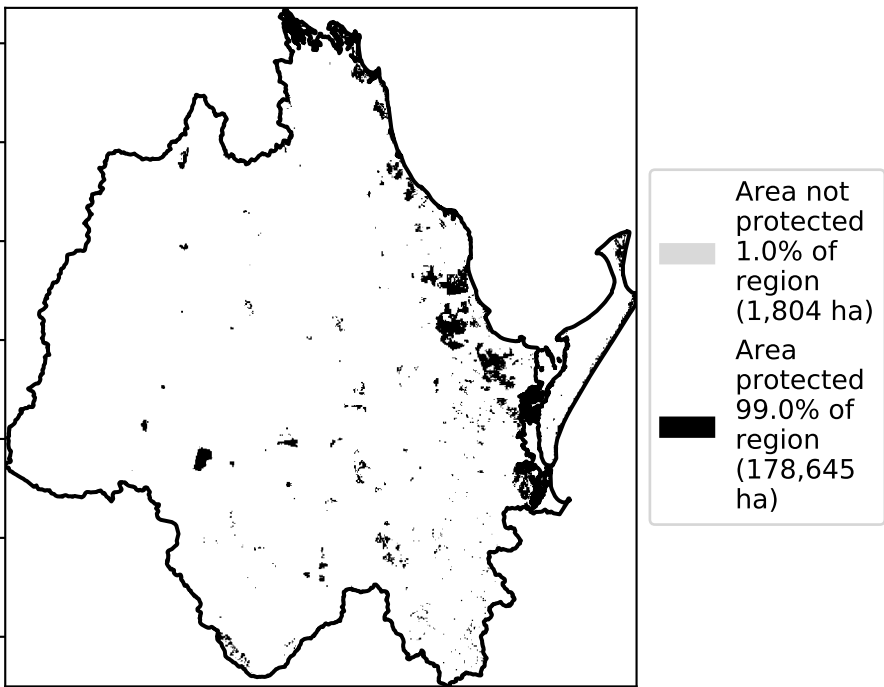 Area not
protected
1.0% of
region
(1,804 ha)
Area
protected
99.0% of
region
(178,645
ha)